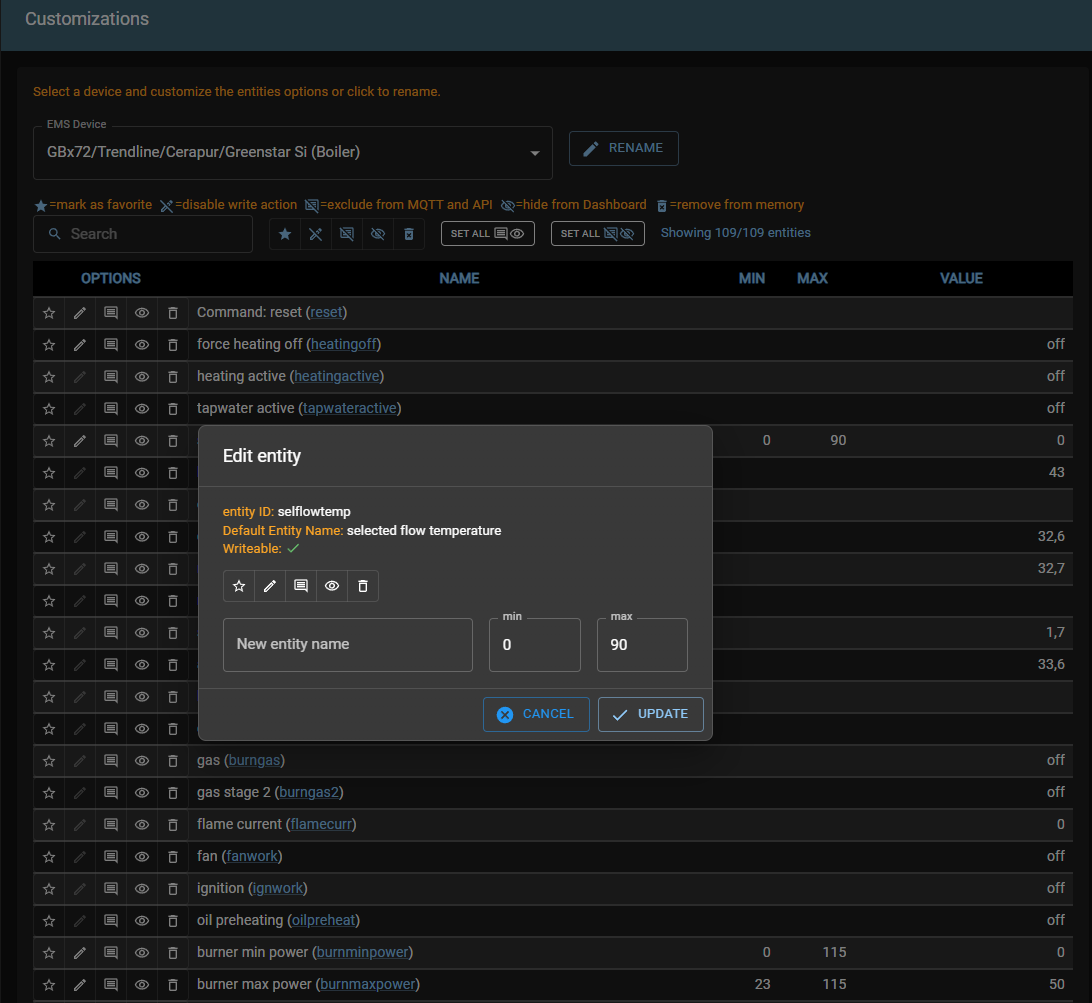 Customizations
Select a device and customize the entities options or click to rename.
EMS Device
GBx72/Trendline/Cerapur/Greenstar Si (Boiler)
RENAME
=mark as favorite =disable write action =exclude from MQTT and API =hide from Dashboard =remove from memory
Search
SET ALL
SET ALL
Showing 109/109 entities
OPTIONS NAME MIN MAX VALUE
Command: reset (reset)
force heating off (heatingoff) off
heating active (heatingactive) off
tapwater active (tapwateractive) off
0 90 0
43
32,6
32,7
1,7
33,6
Edit entity
entity ID: selflowtemp
Default Entity Name: selected flow temperature
Writeable:
New entity name
min
0
max
90
CANCEL
UPDATE
gas (burngas) off
gas stage 2 (burngas2) off
flame current (flamecurr) 0
fan (fanwork) off
ignition (ignwork) off
oil preheating (oilpreheat) off
burner min power (burnminpower) 0 115 0
burner max power (burnmaxpower) 23 115 50